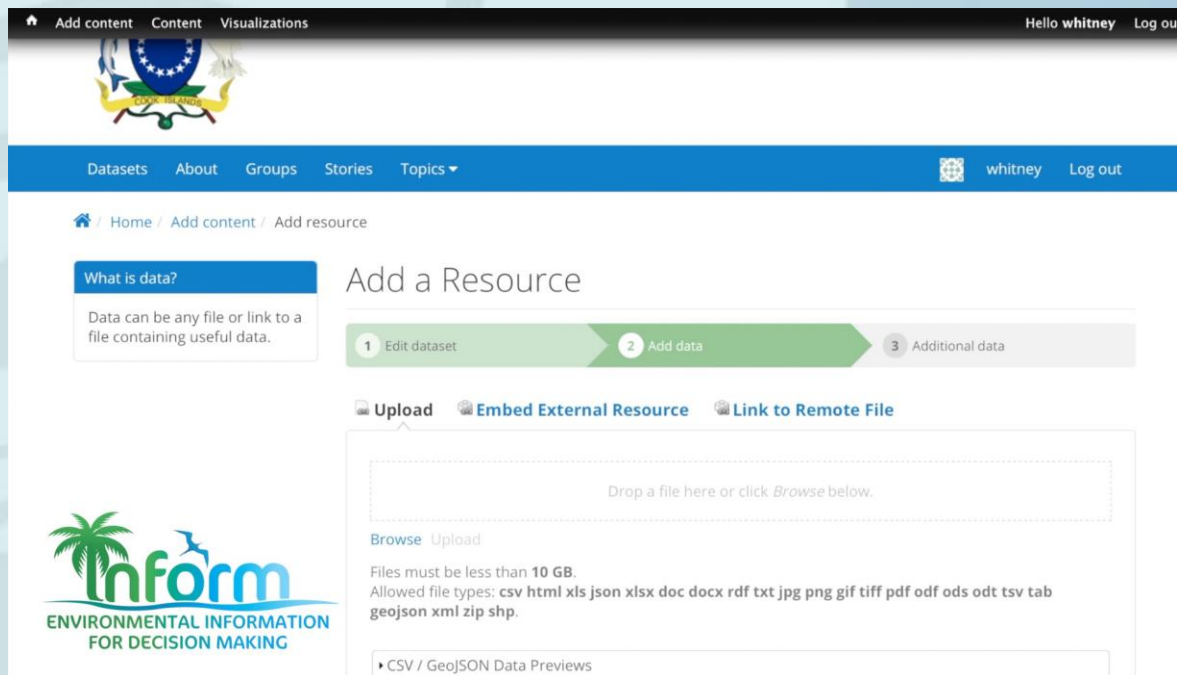 Add content Content Visualizations
Hello whitney Log ou
COOK ISLANDS
Datasets About Groups Stories Topics
whitney Log out
/ Home / Add content / Add resource
What is data?
Data can be any file or link to a
file containing useful data.
Add a Resource
1 Edit dataset
2 Add data
3 Additional data
Upload Embed External Resource Link to Remote File
Drop a file here or click Browse below.
Browse Upload
Files must be less than 10 GB.
Allowed file types: csv html xls json xlsx doc docx rdf txt jpg png gif tiff pdf odf ods odt tsv tab
geojson xml zip shp.
CSV / GeoJSON Data Previews
Inform
ENVIRONMENTAL INFORMATION
FOR DECISION MAKING